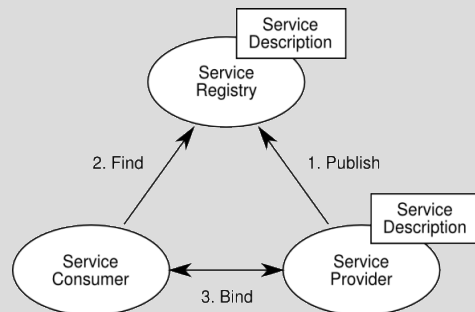 Service
Description
Service
Registry
2. Find
1. Publish
Service
Description
Service
Consumer
Service
Provider
3. Bind